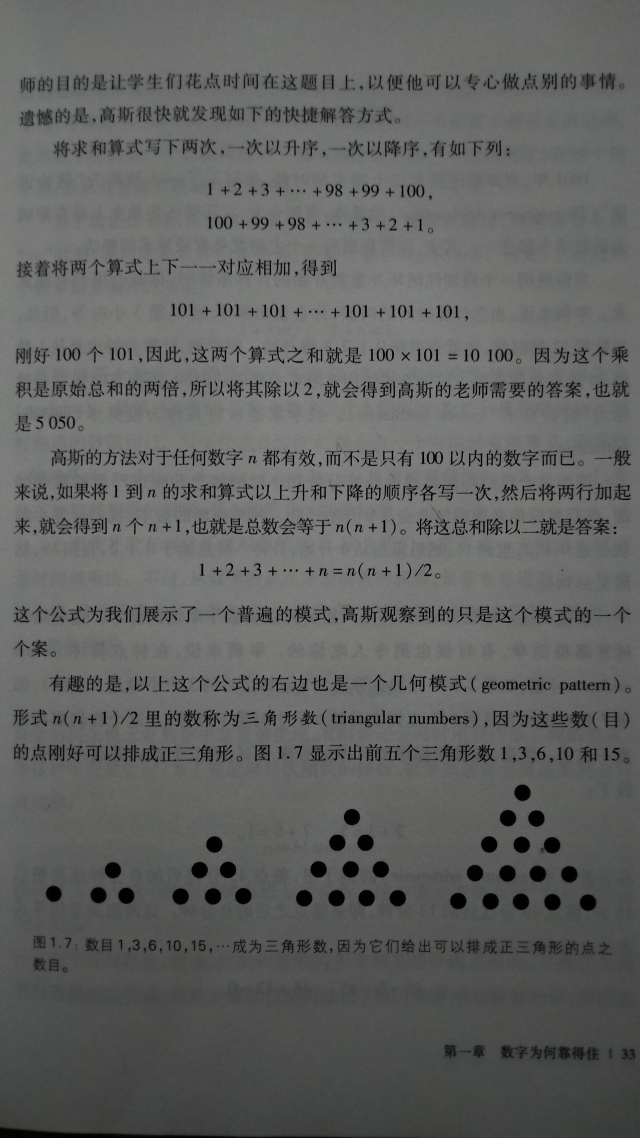 师的目的是让学生们花点时间在这题目上,以便他可以专心做点别的事情。
遗憾的是,高斯很快就发现如下的快捷解答方式。
将求和算式写下两次,一次以升序,一次以降序,有如下列:
1+2+3+⋯+98+99+100,
100+99+98+⋯+3+2+1。
接着将两个算式上下一一对应相加,得到
101+101+101+⋯+101+101+101,
刚好 100 个 101,因此,这两个算式之和就是 100×101=10 100。因为这个乘
积是原始总和的两倍,所以将其除以 2,就会得到高斯的老师需要的答案,也就
是 5 050。
高斯的方法对于任何数字 n 都有效,而不是只有 100 以内的数字而已。一般
来说,如果将 1 到 n 的求和算式以上升和下降的顺序各写一次,然后将两行加起
来,就会得到 n 个 n+1,也就是总数会等于 n(n+1)。将这总和除以二就是答案:
1+2+3+⋯+n=n(n+1)/2。
这个公式为我们展示了一个普遍的模式,高斯观察到的只是这个模式的一个
个案。
有趣的是,以上这个公式的右边也是一个几何模式(geometric pattern)。
形式 n(n+1)/2 里的数称为三角形数(triangular numbers),因为这些数(目)
的点刚好可以排成正三角形。图 1.7 显示出前五个三角形数 1,3,6,10 和 15。
图1.7:数目1,3,6,10,15,⋯成为三角形数,因为它们给出可以排成正三角形的点之
数目。
第一章 数字为何靠得住 | 33